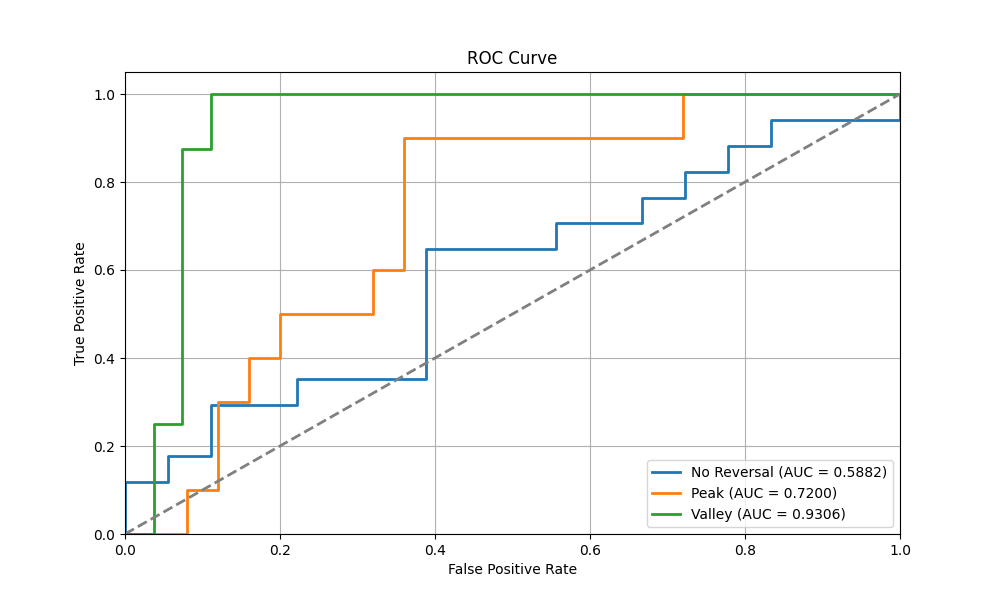 ROC Curve
True Positive Rate
1.0
0.8
0.6
0.4
0.2
0.0
0.0 0.2 0.4 0.6 0.8 1.0
False Positive Rate
No Reversal (AUC = 0.5882)
Peak (AUC = 0.7200)
Valley (AUC = 0.9306)